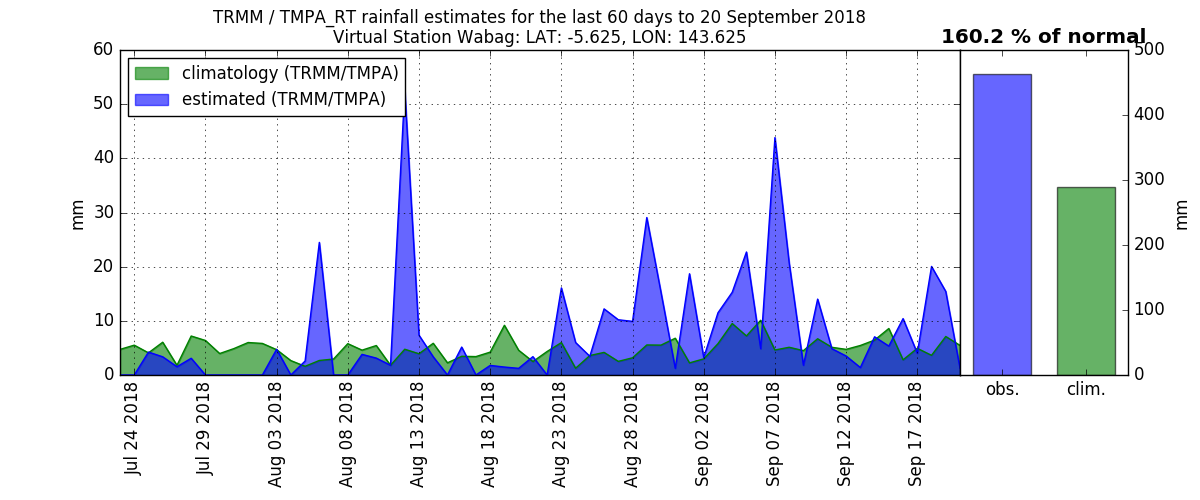 TRMM / TMPA_RT rainfall estimates for the last 60 days to 20 September 2018
Virtual Station Wabag: LAT: -5.625, LON: 143.625
160.2 % of normal
climatology (TRMM/TMPA)
estimated (TRMM/TMPA)
60
50
40
30
20
10
0
mm
Jul 24 2018
Jul 29 2018
Aug 03 2018
Aug 08 2018
Aug 13 2018
Aug 18 2018
Aug 23 2018
Aug 28 2018
Sep 02 2018
Sep 07 2018
Sep 12 2018
Sep 17 2018
500
400
300
200
100
0
mm
obs.
clim.